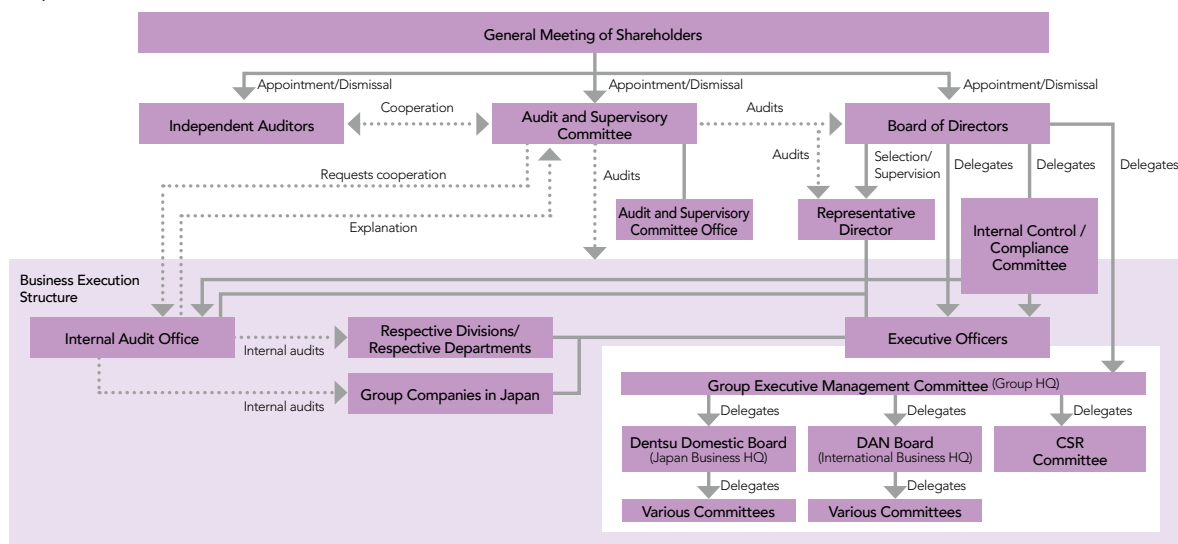 General Meeting of Shareholders
Appointment/Dismissal
Appointment/Dismissal
Appointment/Dismissal
Independent Auditors
Cooperation
Audit and Supervisory
Committee
Audits
Board of Directors
Requests cooperation
Explanation
Audits
Audits
Selection/
Supervision
Delegates
Delegates
Delegates
Audit and Supervisory
Committee Office
Representative
Director
Internal Control /
Compliance
Committee
Business Execution
Structure
Internal Audit Office
Internal audits
Respective Divisions/
Respective Departments
Executive Officers
Internal audits
Group Companies in Japan
Group Executive Management Committee (Group HQ)
Delegates
Delegates
Delegates
Dentsu Domestic Board
(Japan Business HQ)
DAN Board
(International Business HQ)
CSR
Committee
Delegates
Delegates
Various Committees
Various Committees